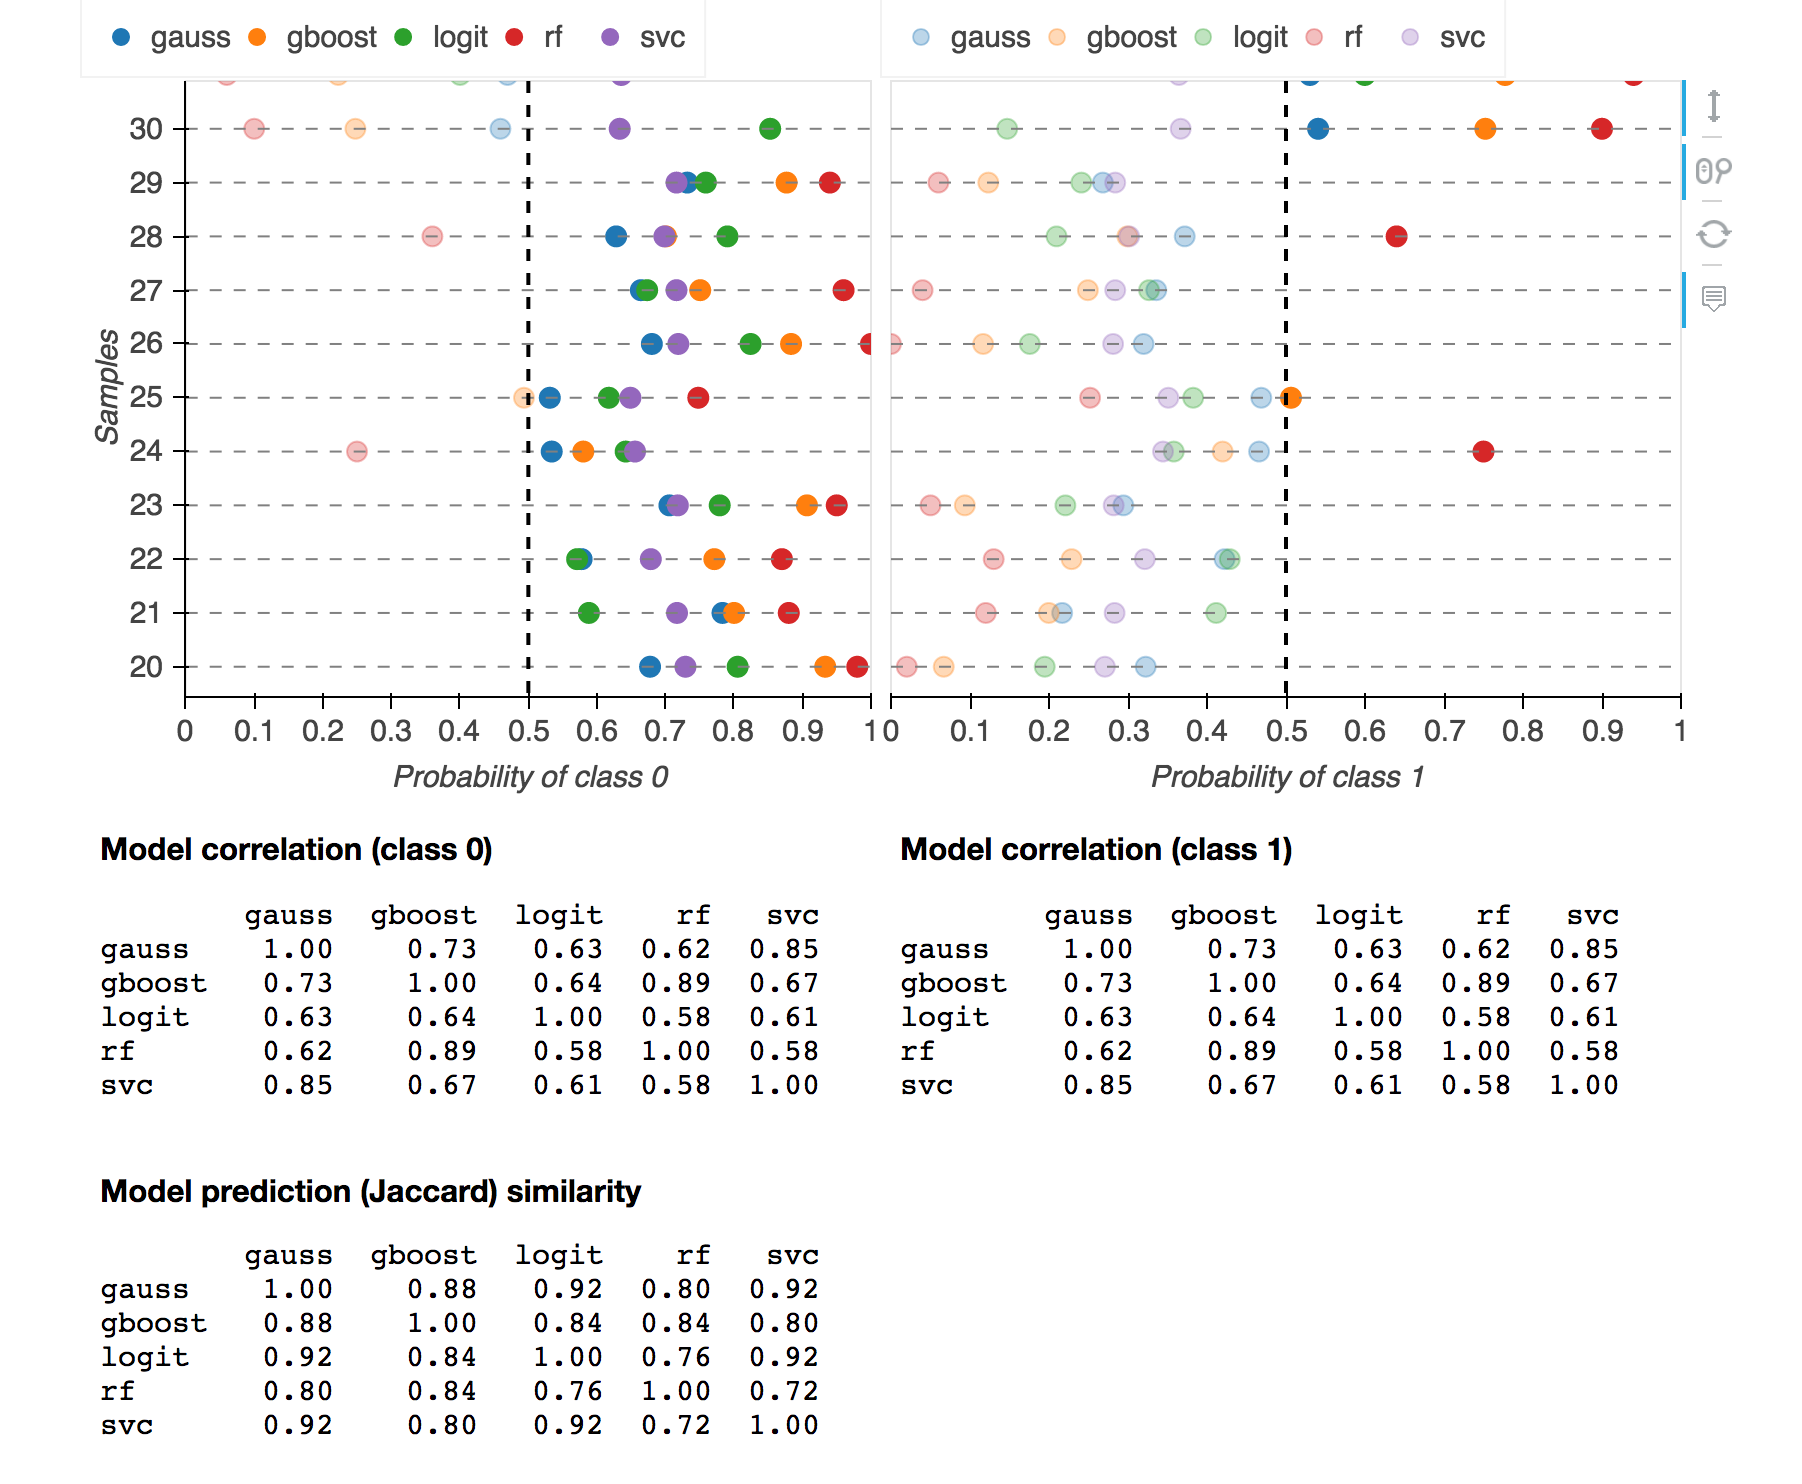 gauss gboost logit rf svc
gauss gboost logit rf svc
30
29
28
27
26
25
24
23
22
21
20
Samples
0 0.1 0.2 0.3 0.4 0.5 0.6 0.7 0.8 0.9 1
0 0.1 0.2 0.3 0.4 0.5 0.6 0.7 0.8 0.9 1
Probability of class 0
Probability of class 1
Model correlation (class 0)
gauss gboost logit rf svc
gauss 1.00 0.73 0.63 0.62 0.85
gboost 0.73 1.00 0.64 0.89 0.67
logit 0.63 0.64 1.00 0.58 0.61
rf 0.62 0.89 0.58 1.00 0.58
svc 0.85 0.67 0.61 0.58 1.00
Model correlation (class 1)
gauss gboost logit rf svc
gauss 1.00 0.73 0.63 0.62 0.85
gboost 0.73 1.00 0.64 0.89 0.67
logit 0.63 0.64 1.00 0.58 0.61
rf 0.62 0.89 0.58 1.00 0.58
svc 0.85 0.67 0.61 0.58 1.00
Model prediction (Jaccard) similarity
gauss gboost logit rf svc
gauss 1.00 0.88 0.92 0.80 0.92
gboost 0.88 1.00 0.84 0.84 0.80
logit 0.92 0.84 1.00 0.76 0.92
rf 0.80 0.84 0.76 1.00 0.72
svc 0.92 0.80 0.92 0.72 1.00